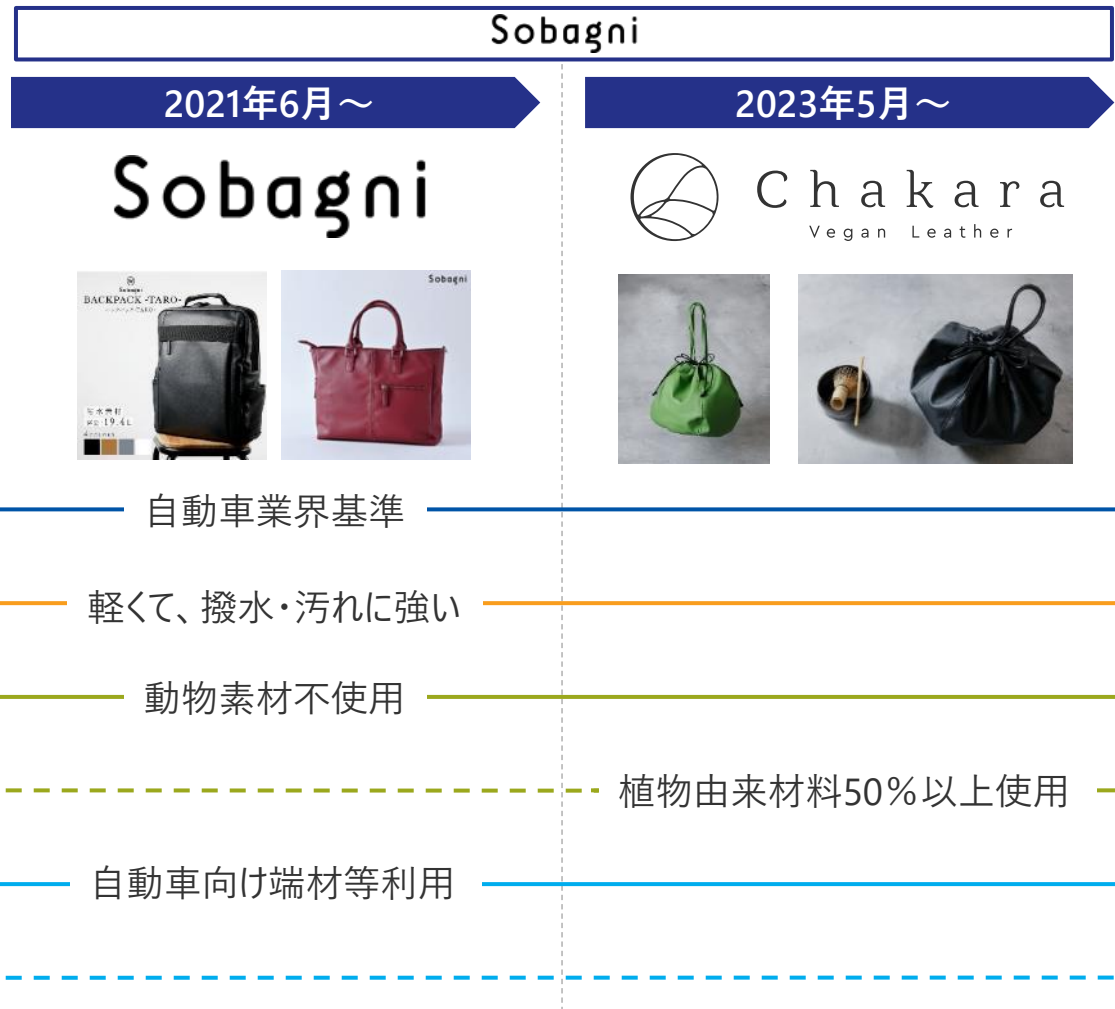 Sobagni
2021年6月～
2023年5月～
Sobagni
Chakara
Vegan Leather
Sobagni
BACKPACK -TARO-
Sobagni
自動車業界基準
軽くて、撥水・汚れに強い
動物素材不使用
植物由来材料50％以上使用
自動車向け端材等利用